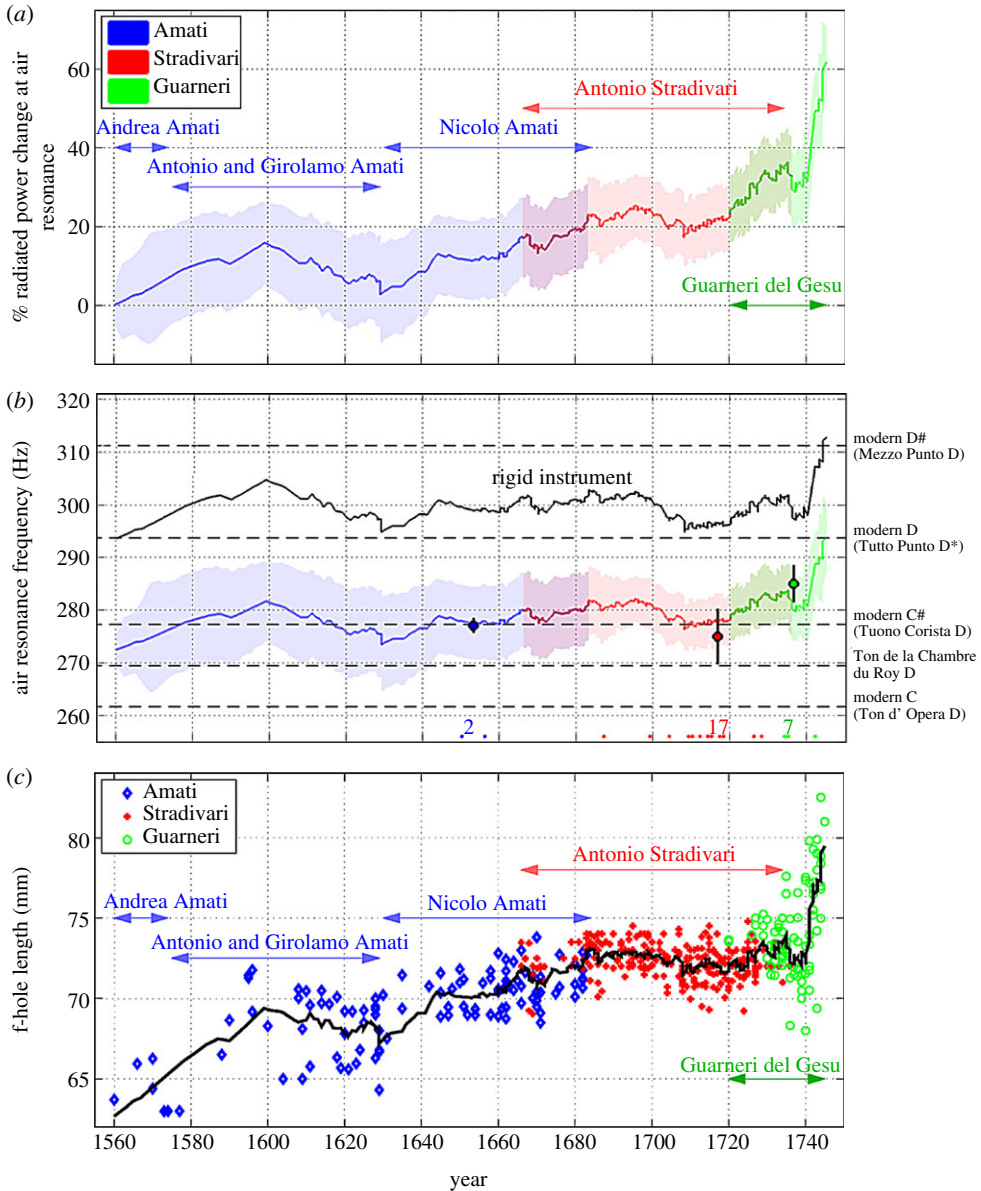 (a)
Amati
Stradivari
Guarneri
60
40
20
0
% radiated power change at air
resonance
Andrea Amati
Antonio and Girolamo Amati
Nicolo Amati
Antonio Stradivari
Guarneri del Gesu
(b)
320
310
300
290
280
270
260
air resonance frequency (Hz)
rigid instrument
2
17
7
modern D#
(Mezzo Punto D)
modern D
(Tutto Punto D*)
modern C#
(Tuono Corista D)
Ton de la Chambre
du Roy D
modern C
(Ton d' Opera D)
(c)
Amati
Stradivari
Guarneri
80
75
70
65
f-hole length (mm)
Andrea Amati
Antonio and Girolamo Amati
Nicolo Amati
Antonio Stradivari
Guarneri del Gesu
1560 1580 1600 1620 1640 1660 1680 1700 1720 1740
year